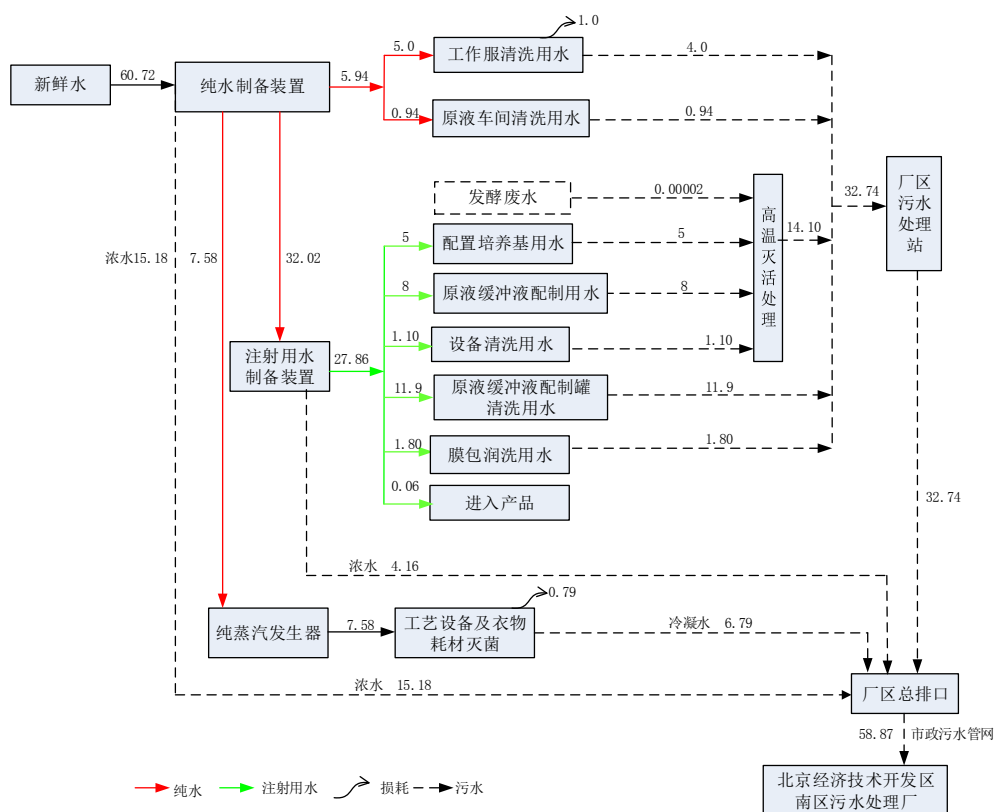 1.0
5.0
工作服清洗用水
4.0
新鲜水
60.72
纯水制备装置
5.94
0.94
原液车间清洗用水
0.94
发酵废水
0.00002
高温灭活处理
14.10
32.74
厂区
污水
处理
站
浓水15.18
7.58
32.02
5
配置培养基用水
5
8
原液缓冲液配制用水
8
注射用水
制备装置
27.86
1.10
设备清洗用水
1.10
11.9
原液缓冲液配制罐
清洗用水
11.9
1.80
膜包润洗用水
1.80
0.06
进入产品
32.74
浓水 4.16
0.79
纯蒸汽发生器
7.58
工艺设备及衣物
耗材灭菌
冷凝水 6.79
浓水 15.18
厂区总排口
58.87
市政污水管网
北京经济技术开发区
南区污水处理厂
纯水
注射用水
损耗
污水